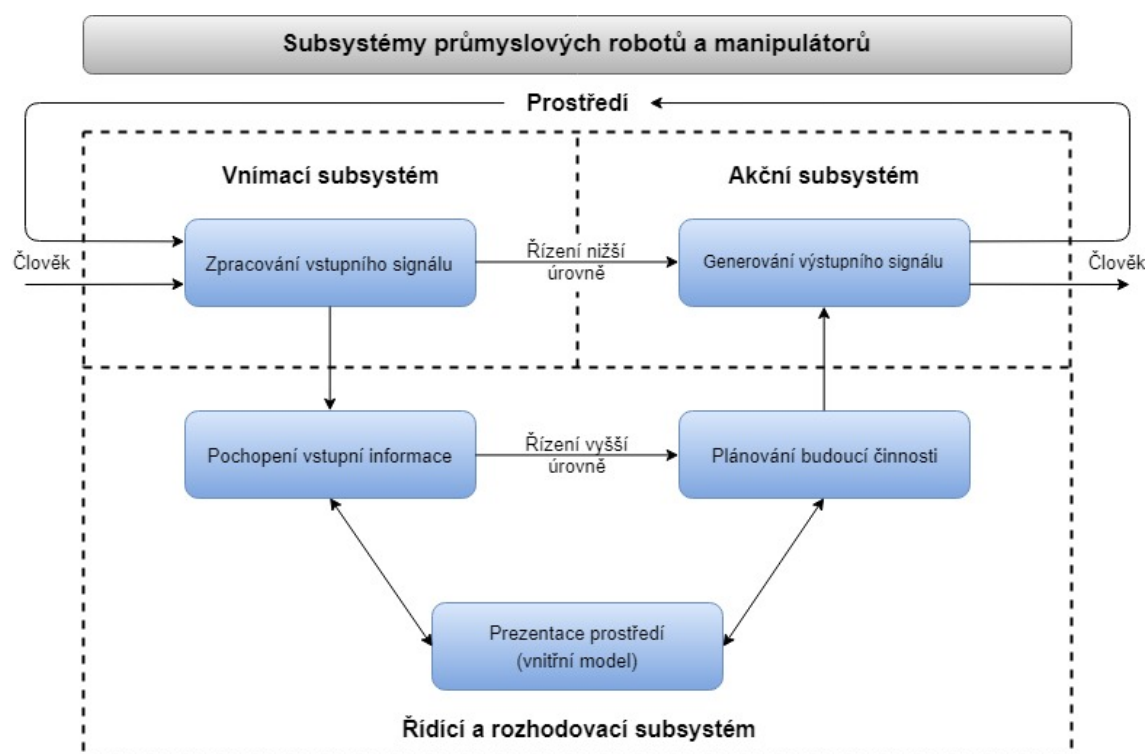 Subsystémy průmyslových robotů a manipulátorů
Prostředí
Vnímací subsystém
Akční subsystém
Člověk
Zpracování vstupního signálu
Řízení nižší
úrovně
Generování výstupního signálu
Člověk
Pochopení vstupní informace
Řízení vyšší
úrovně
Plánování budoucí činnosti
Prezentace prostředí
(vnitřní model)
Řídící a rozhodovací subsystém